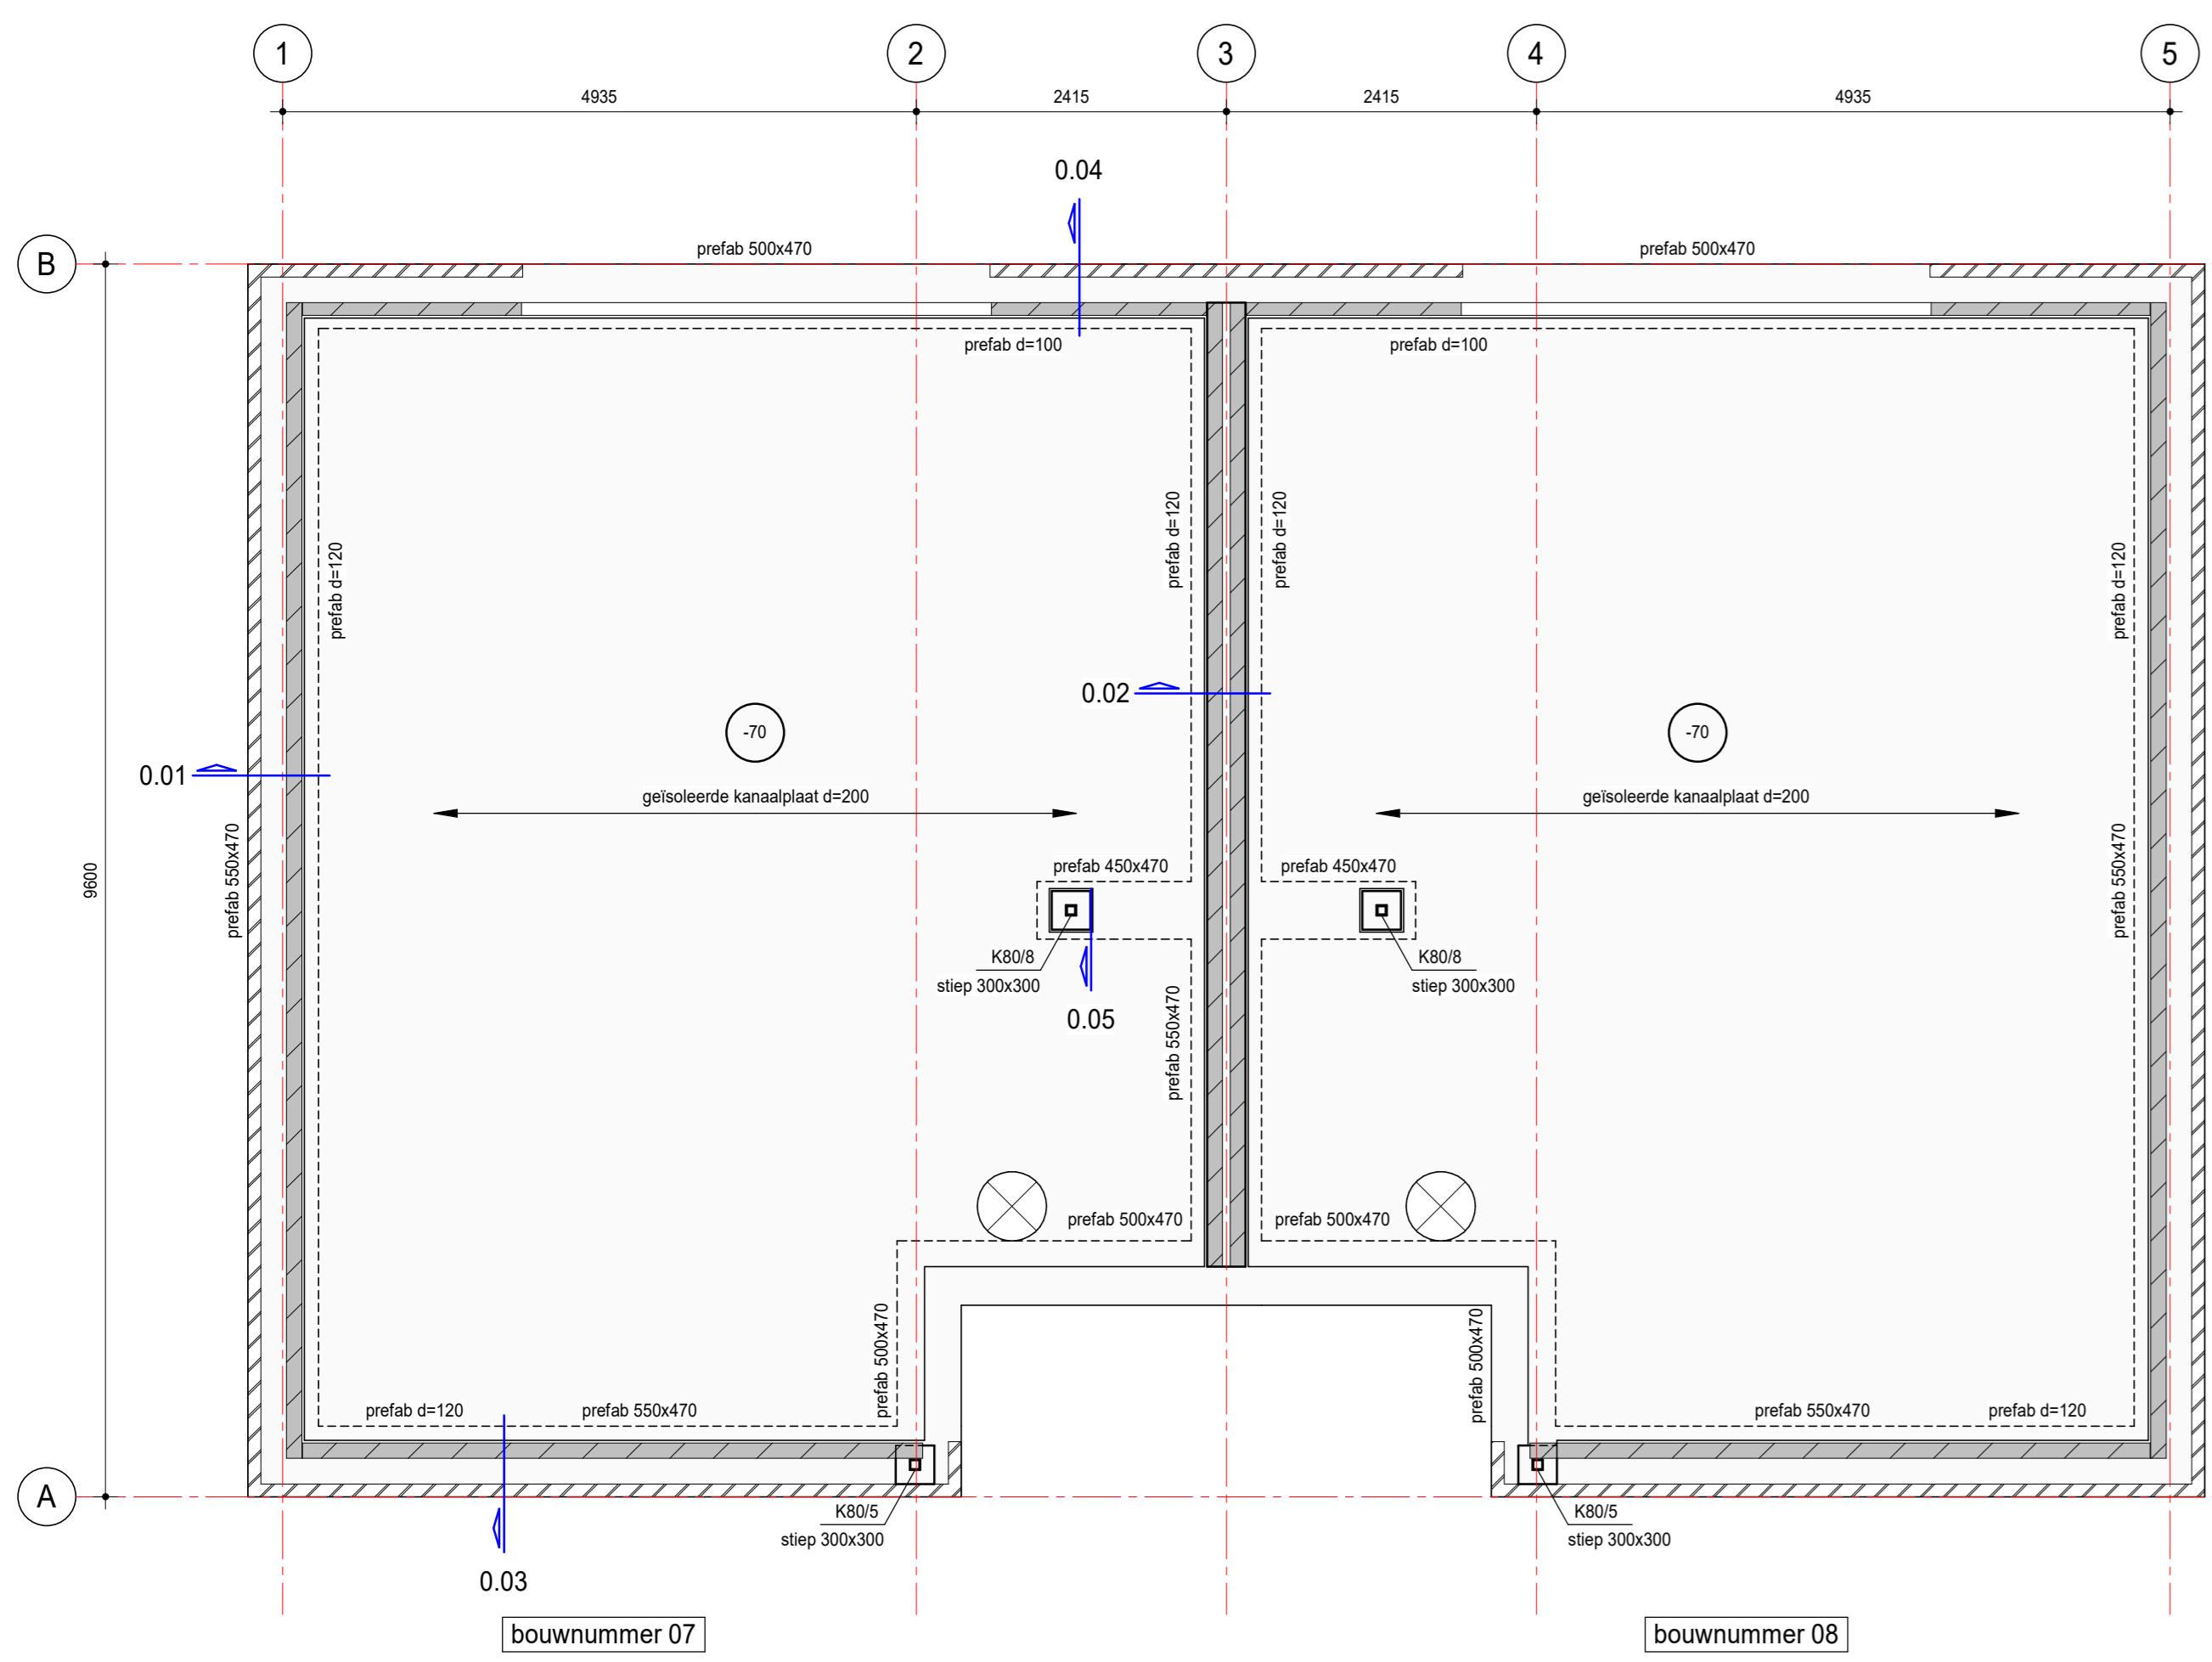 1
2
3
4
5
4935
2415
2415
4935
0.04
B
prefab 500x470
prefab 500x470
prefab d=100
prefab d=100
prefab d=120
prefab d=120
prefab d=120
prefab d=120
0.02
-70
-70
0.01
geïsoleerde kanaalplaat d=200
geïsoleerde kanaalplaat d=200
9600
prefab 550x470
prefab 550x470
prefab 450x470
prefab 450x470
K80/8
stiep 300x300
K80/8
stiep 300x300
0.05
prefab 550x470
prefab 500x470
prefab 500x470
prefab 500x470
prefab 500x470
prefab d=120
prefab 550x470
prefab 550x470
prefab d=120
A
K80/5
stiep 300x300
K80/5
stiep 300x300
0.03
bouwnummer 07
bouwnummer 08